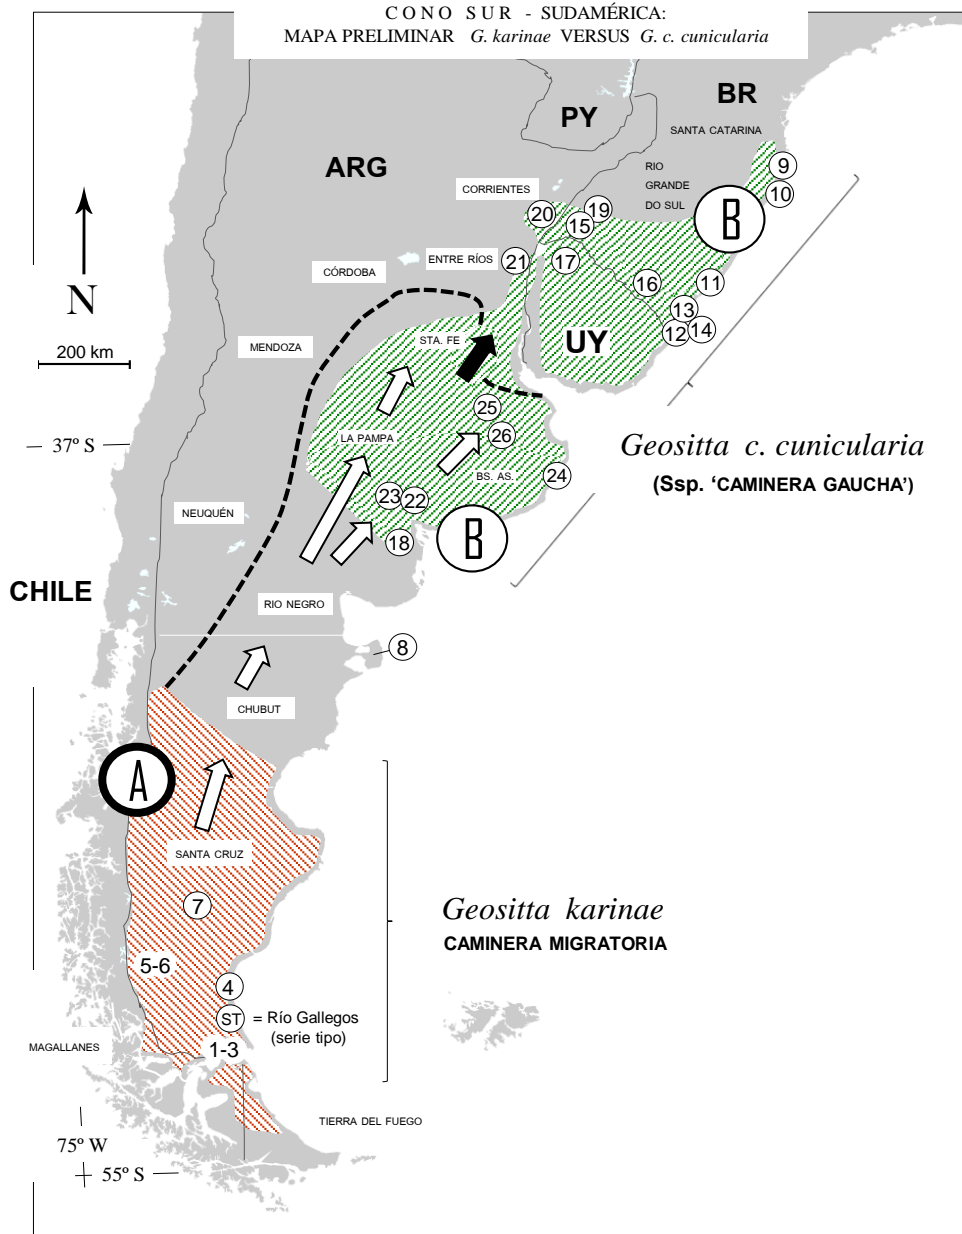 CONO SUR - SUDAMÉRICA:
MAPA PRELIMINAR G. karinae VERSUS G. c. cunicularia
BR
PY
SANTA CATARINA
ARG
RIO
GRANDE
DO SUL
9
10
CORRIENTES
B
20
19
15
N
CÓRDOBA
ENTRE RÍOS
21
17
16
11
13
12
14
200 km
MENDOZA
STA. FE
UY
25
37º S
LA PAMPA
26
Geositta c. cunicularia
(Ssp. ‘CAMINERA GAUCHA’)
BS. AS.
24
23
22
NEUQUÉN
18
B
CHILE
RIO NEGRO
8
CHUBUT
A
SANTA CRUZ
7
Geositta karinae
CAMINERA MIGRATORIA
5-6
4
ST = Río Gallegos
(serie tipo)
1-3
MAGALLANES
TIERRA DEL FUEGO
75º W
55º S